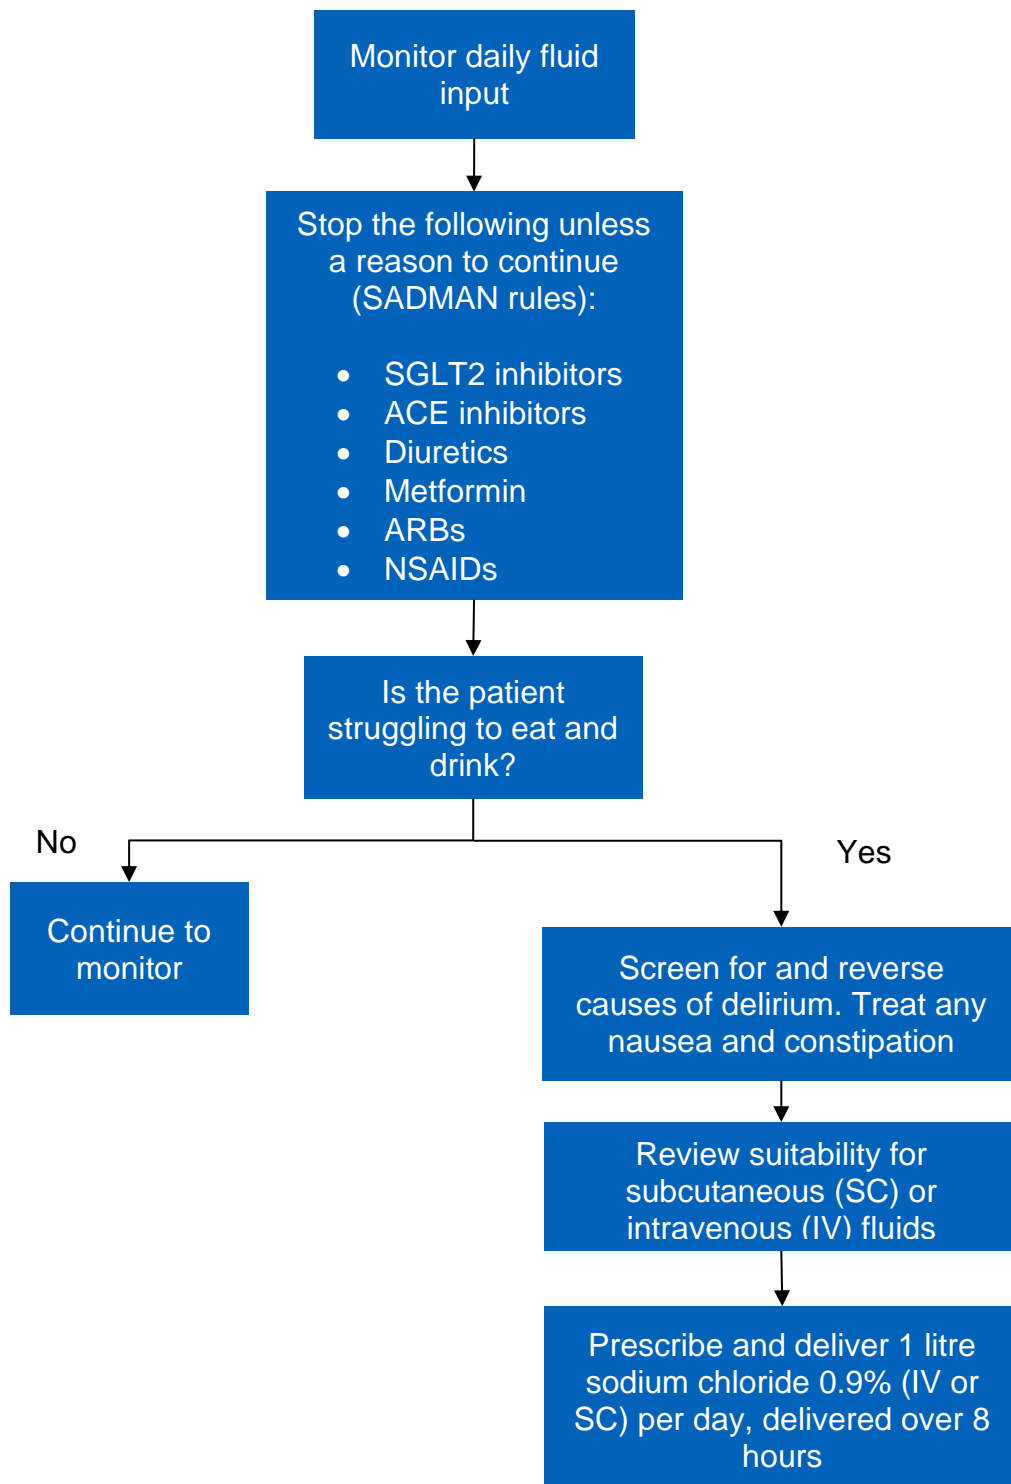 Monitor daily fluid
input
Stop the following unless
a reason to continue
(SADMAN rules):
• SGLT2 inhibitors
• ACE inhibitors
• Diuretics
• Metformin
• ARBs
• NSAIDs
Is the patient
struggling to eat and
drink?
No
Yes
Continue to
monitor
Screen for and reverse
causes of delirium. Treat any
nausea and constipation
Review suitability for
subcutaneous (SC) or
intravenous (IV) fluids
Prescribe and deliver 1 litre
sodium chloride 0.9% (IV or
SC) per day, delivered over 8
hours